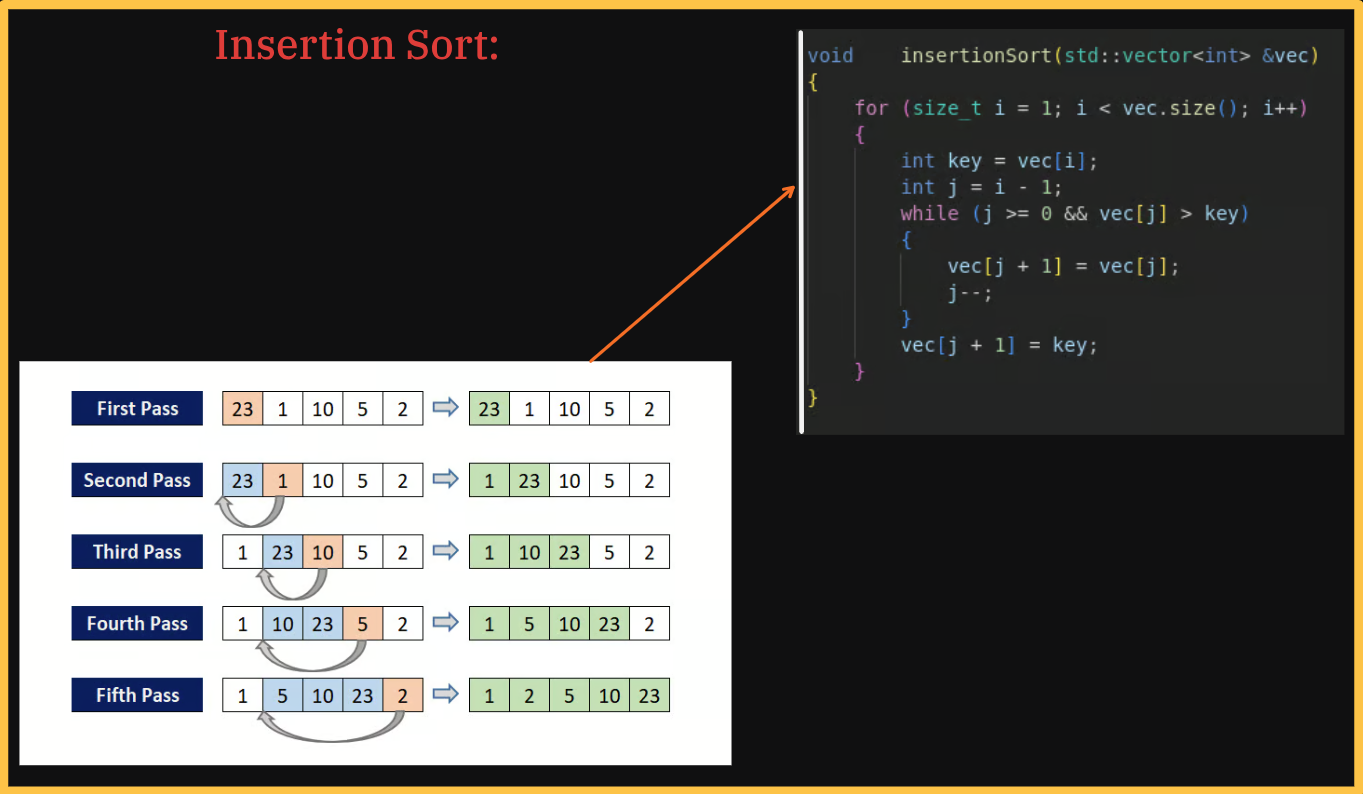 Insertion Sort:
void    insertionSort(std::vector<int> &vec)
{
    for (size_t i = 1; i < vec.size(); i++)
    {
        int key = vec[i];
        int j = i - 1;
        while (j >= 0 && vec[j] > key)
        {
            vec[j + 1] = vec[j];
            j--;
        }
        vec[j + 1] = key;
    }
}
First Pass 23 1 10 5 2 23 1 10 5 2
Second Pass 23 1 10 5 2 1 23 10 5 2
Third Pass 1 23 10 5 2 1 10 23 5 2
Fourth Pass 1 10 23 5 2 1 5 10 23 2
Fifth Pass 1 5 10 23 2 1 2 5 10 23